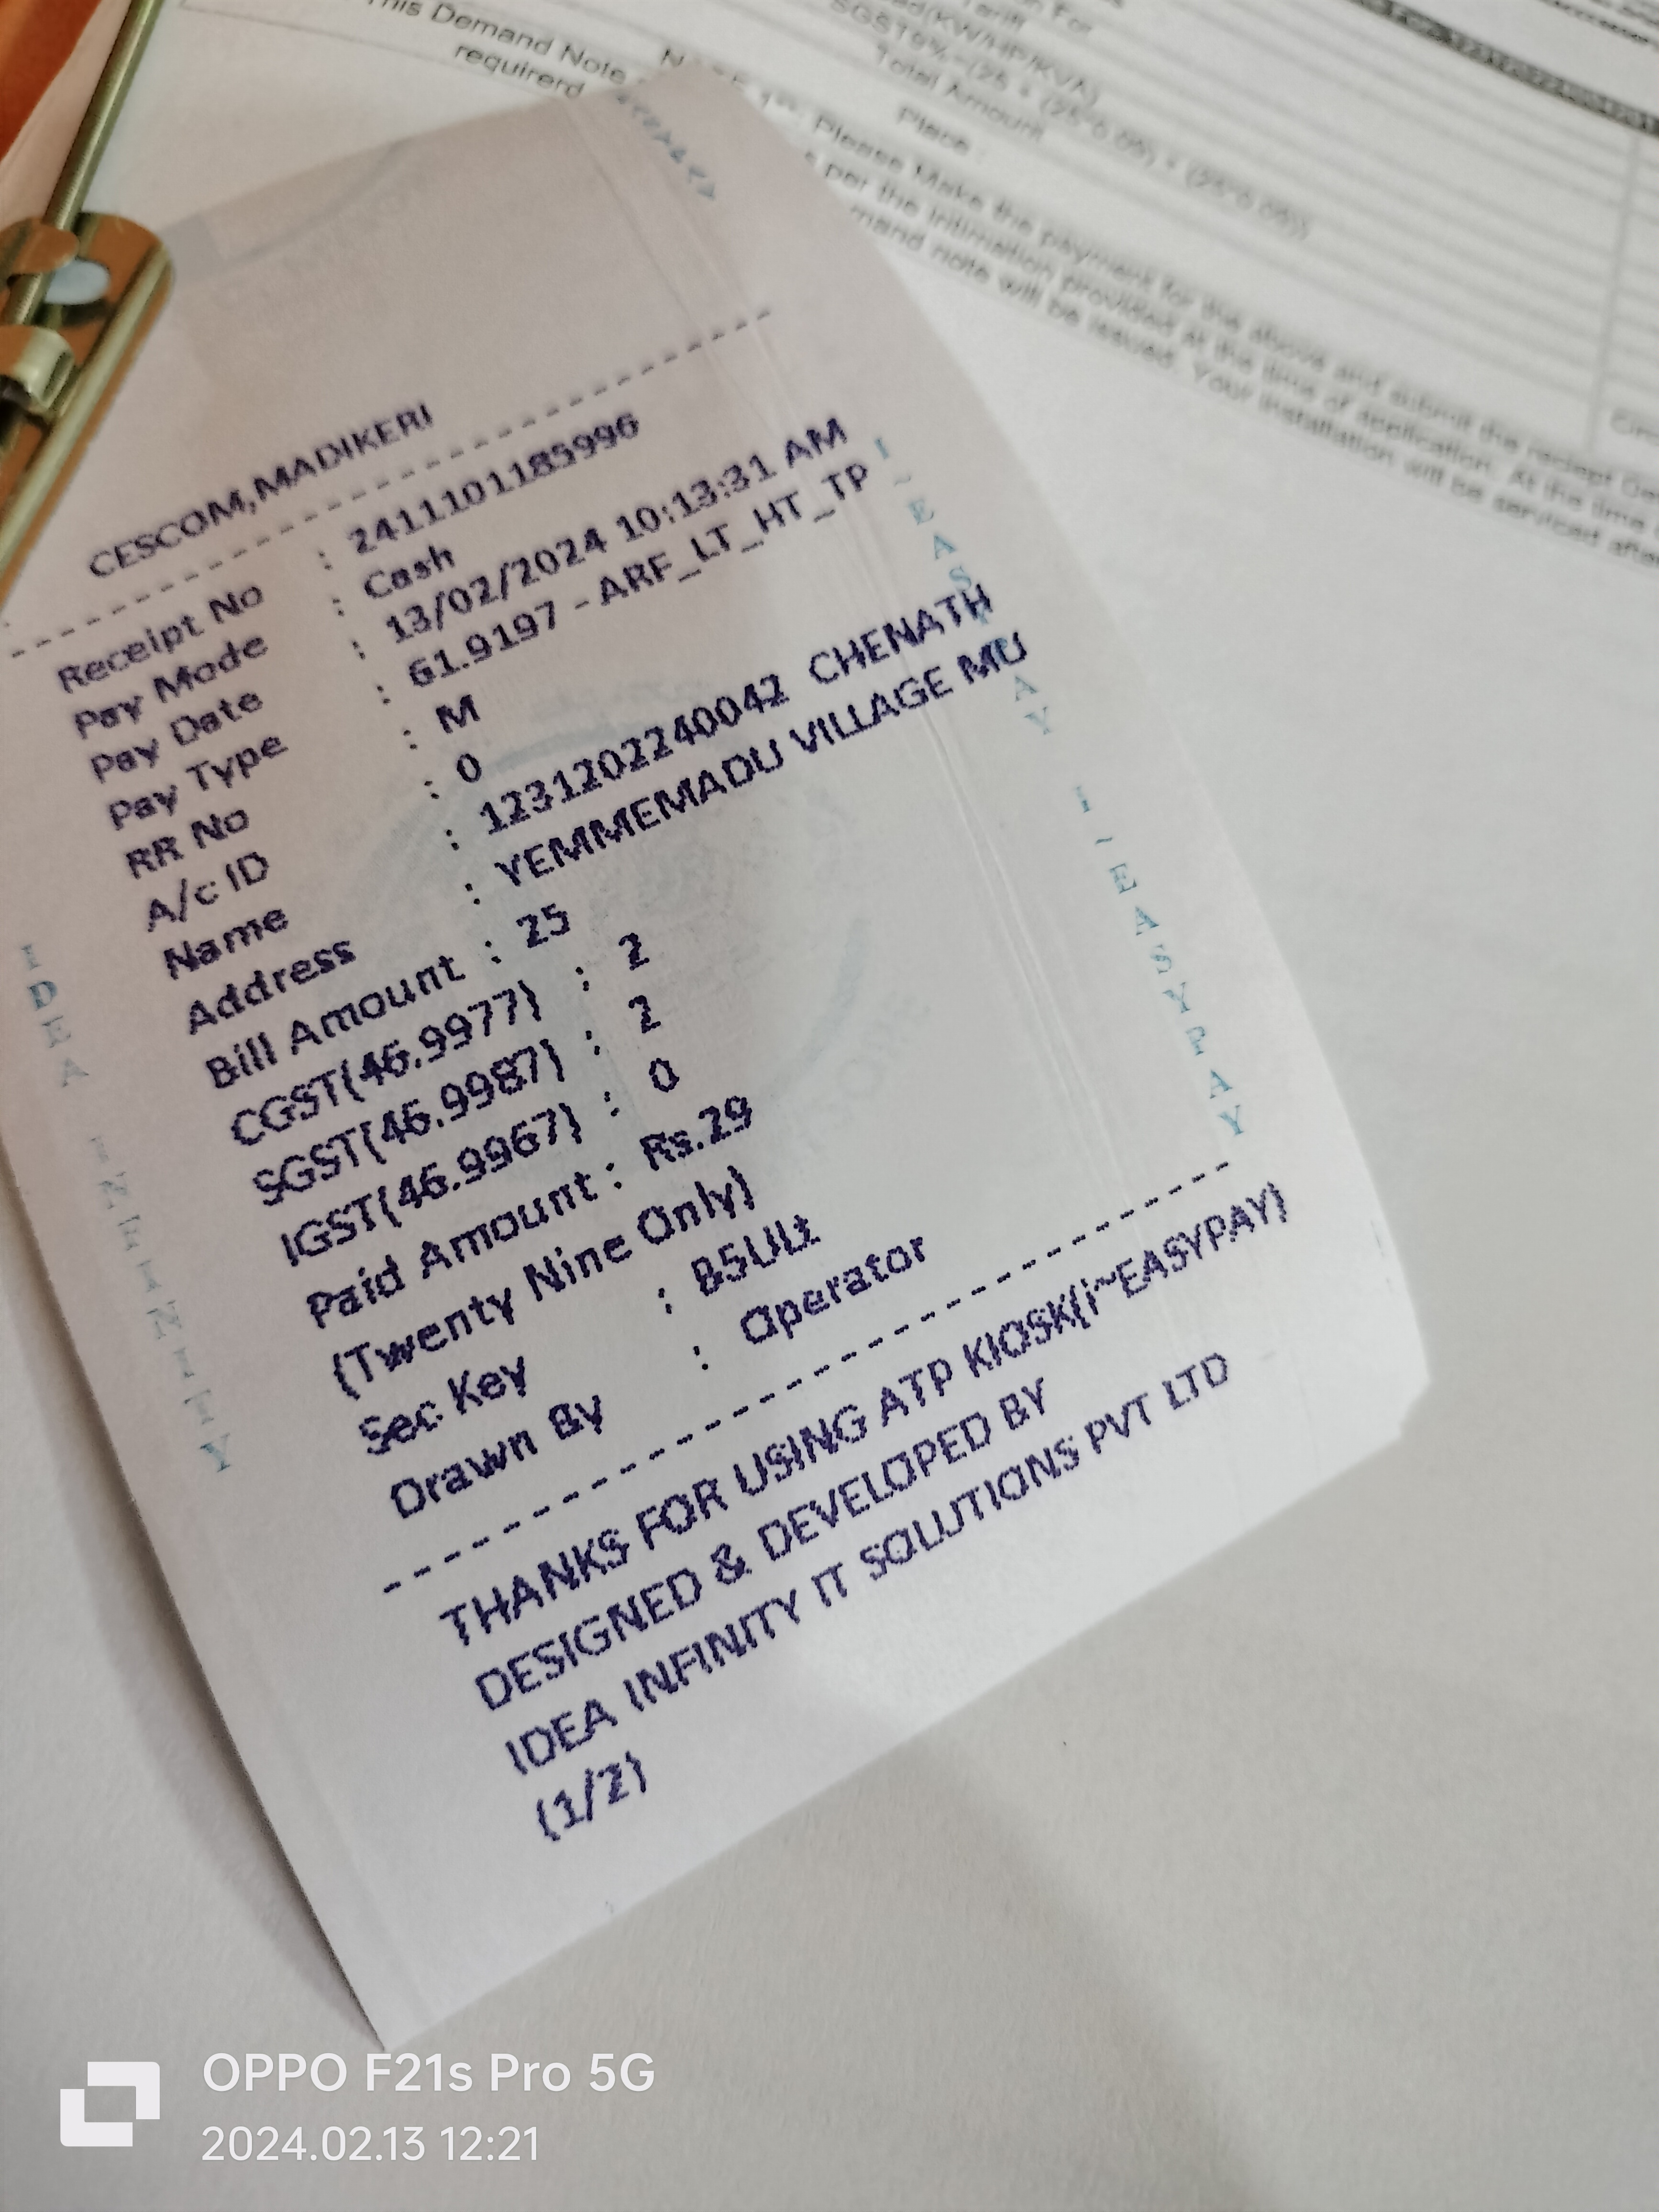 CESCOM,MADIKERI
Receipt No : 2411101185996
Pay Mode : Cash
Pay Date : 13/02/2024 10:13:31 AM
Pay Type : 61.9197 - ARF_LT_HT_TP
RR No : M
A/c ID : 0
Name : 1231202240042 CHENATH
Address : YEMMEMADU VILLAGE MU
Bill Amount : 25
CGST(46.9977) : 2
SGST(46.9987) : 2
IGST(46.9967) : 0
Paid Amount : Rs.29
(Twenty Nine Only)
Sec Key :
Drawn By : Operator
THANKS FOR USING ATP KIOSK(i~EASYPAY)
DESIGNED & DEVELOPED BY
IDEA INFINITY IT SOLUTIONS PVT LTD
(1/2)
I~EASYPAY
I~EASYPAY
IDEA INFINITY
This Demand Note
required
Tariff
Total Amount
Place :
Please Make the payment for the above and submit the reciept
per the intimation provided at the time of application. At the time
mand note will be issued. Your installation will be serviced after
OPPO F21s Pro 5G
2024.02.13 12:21